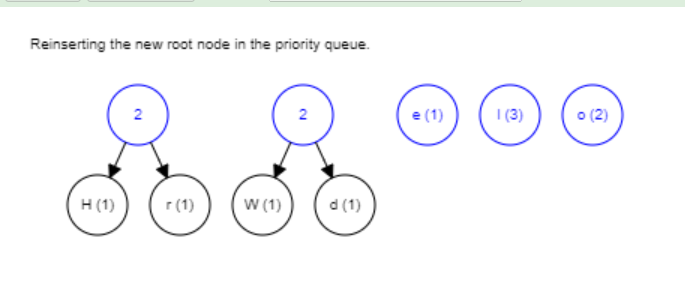 Reinserting the new root node in the priority queue.
2 2 e (1) l (3) o (2)
H (1) r (1) W (1) d (1)